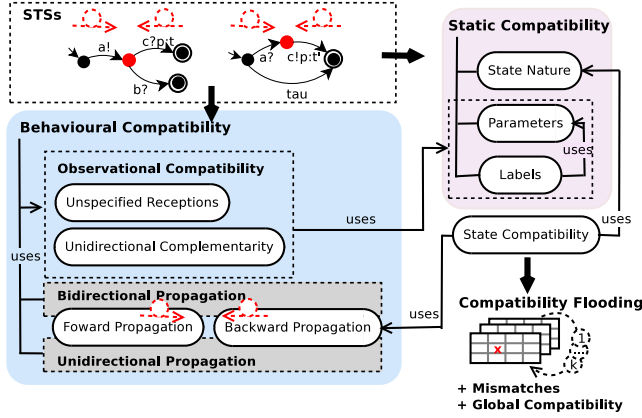 STSs
a!
c?p:t
b?
a?
c!p:t'
tau
Static Compatibility
State Nature
Parameters
uses
Labels
uses
Behavioural Compatibility
Observational Compatibility
Unspecified Receptions
Unidirectional Complementarity
uses
uses
State Compatibility
uses
Bidirectional Propagation
Foward Propagation
Backward Propagation
Unidirectional Propagation
Compatibility Flooding
x
1
...
k
+ Mismatches
+ Global Compatibility